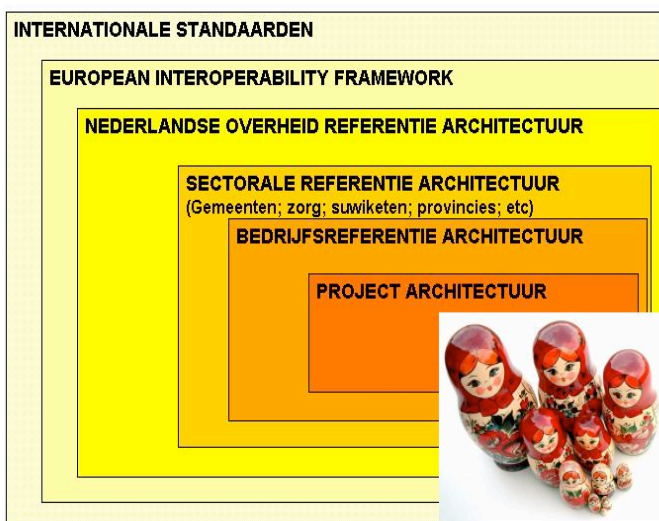 INTERNATIONALE STANDAARDEN
EUROPEAN INTEROPERABILITY FRAMEWORK
NEDERLANDSE OVERHEID REFERENTIE ARCHITECTUUR
SECTORALE REFERENTIE ARCHITECTUUR
(Gemeenten; zorg; suwiketen; provincies; etc)
BEDRIJFSREFERENTIE ARCHITECTUUR
PROJECT ARCHITECTUUR